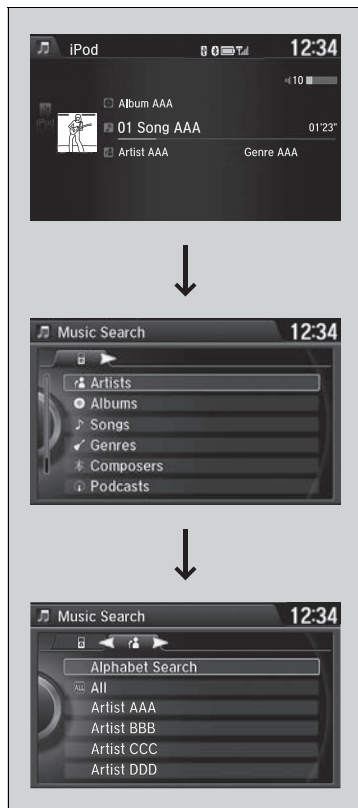 iPod 12:34
10
Album AAA
01 Song AAA 01'23"
Artist AAA Genre AAA
Music Search 12:34
Artists
Albums
Songs
Genres
Composers
Podcasts
Music Search 12:34
Alphabet Search
ALL All
Artist AAA
Artist BBB
Artist CCC
Artist DDD